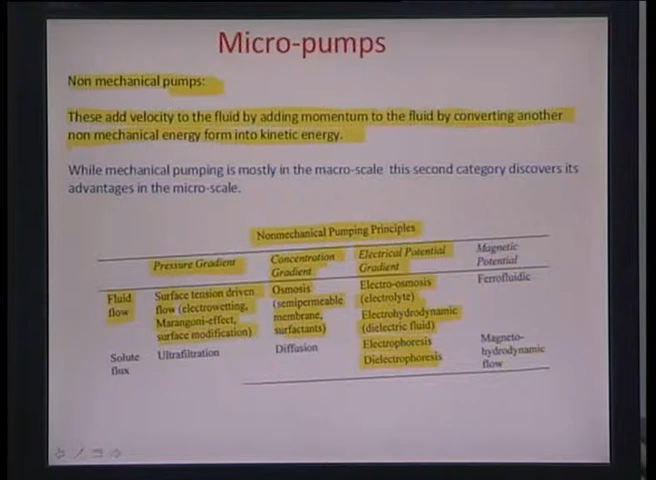 Micro-pumps
Non mechanical pumps:
These add velocity to the fluid by adding momentum to the fluid by converting another
non mechanical energy form into kinetic energy.
While mechanical pumping is mostly in the macro-scale this second category discovers its
advantages in the micro-scale.
Nonmechanical Pumping Principles
Pressure Gradient
Concentration
Gradient
Electrical Potential
Gradient
Magnetic
Potential
Fluid
flow
Surface tension driven
flow (electrowetting,
Marangoni-effect,
surface modification)
Osmosis
(semipermeable
membrane,
surfactants)
Electro-osmosis
(electrolyte)
Electrohydrodynamic
(dielectric fluid)
Ferrofluidic
Solute
flux
Ultrafiltration
Diffusion
Electrophoresis
Dielectrophoresis
Magneto-
hydrodynamic
flow